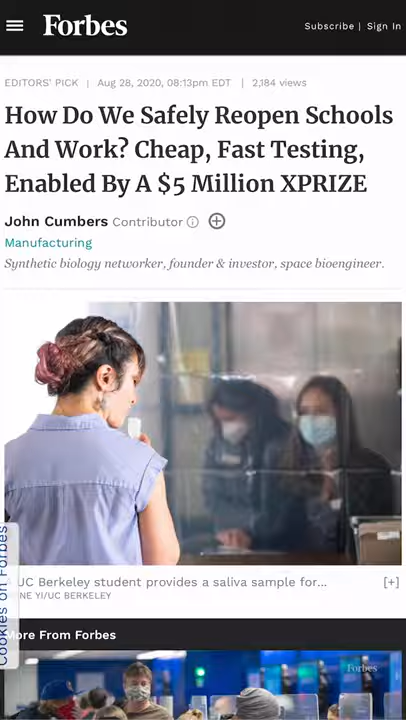 Forbes
Subscribe | Sign In
EDITORS' PICK | Aug 28, 2020, 08:13pm EDT | 2,184 views
How Do We Safely Reopen Schools
And Work? Cheap, Fast Testing,
Enabled By A $5 Million XPRIZE
John Cumbers Contributor
Manufacturing
Synthetic biology networker, founder & investor, space bioengineer.
UC Berkeley student provides a saliva sample for... [+]
NE YI/UC BERKELEY
Cookies on Forbes
More From Forbes
Forbes